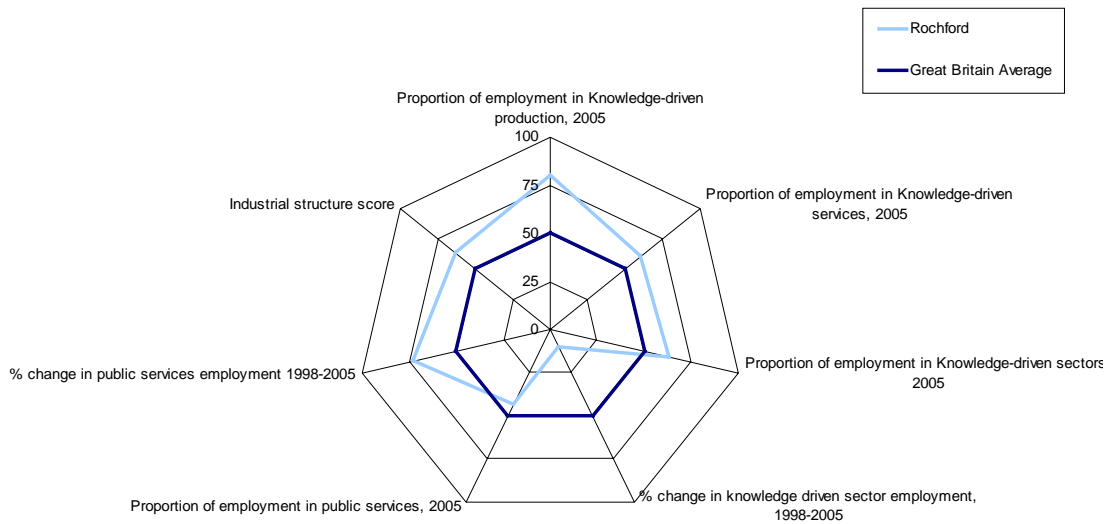 Rochford
Great Britain Average
Proportion of employment in Knowledge-driven
production, 2005
100
75
50
25
0
Proportion of employment in Knowledge-driven
services, 2005
Proportion of employment in Knowledge-driven sectors
2005
% change in knowledge driven sector employment,
1998-2005
Proportion of employment in public services, 2005
% change in public services employment 1998-2005
Industrial structure score